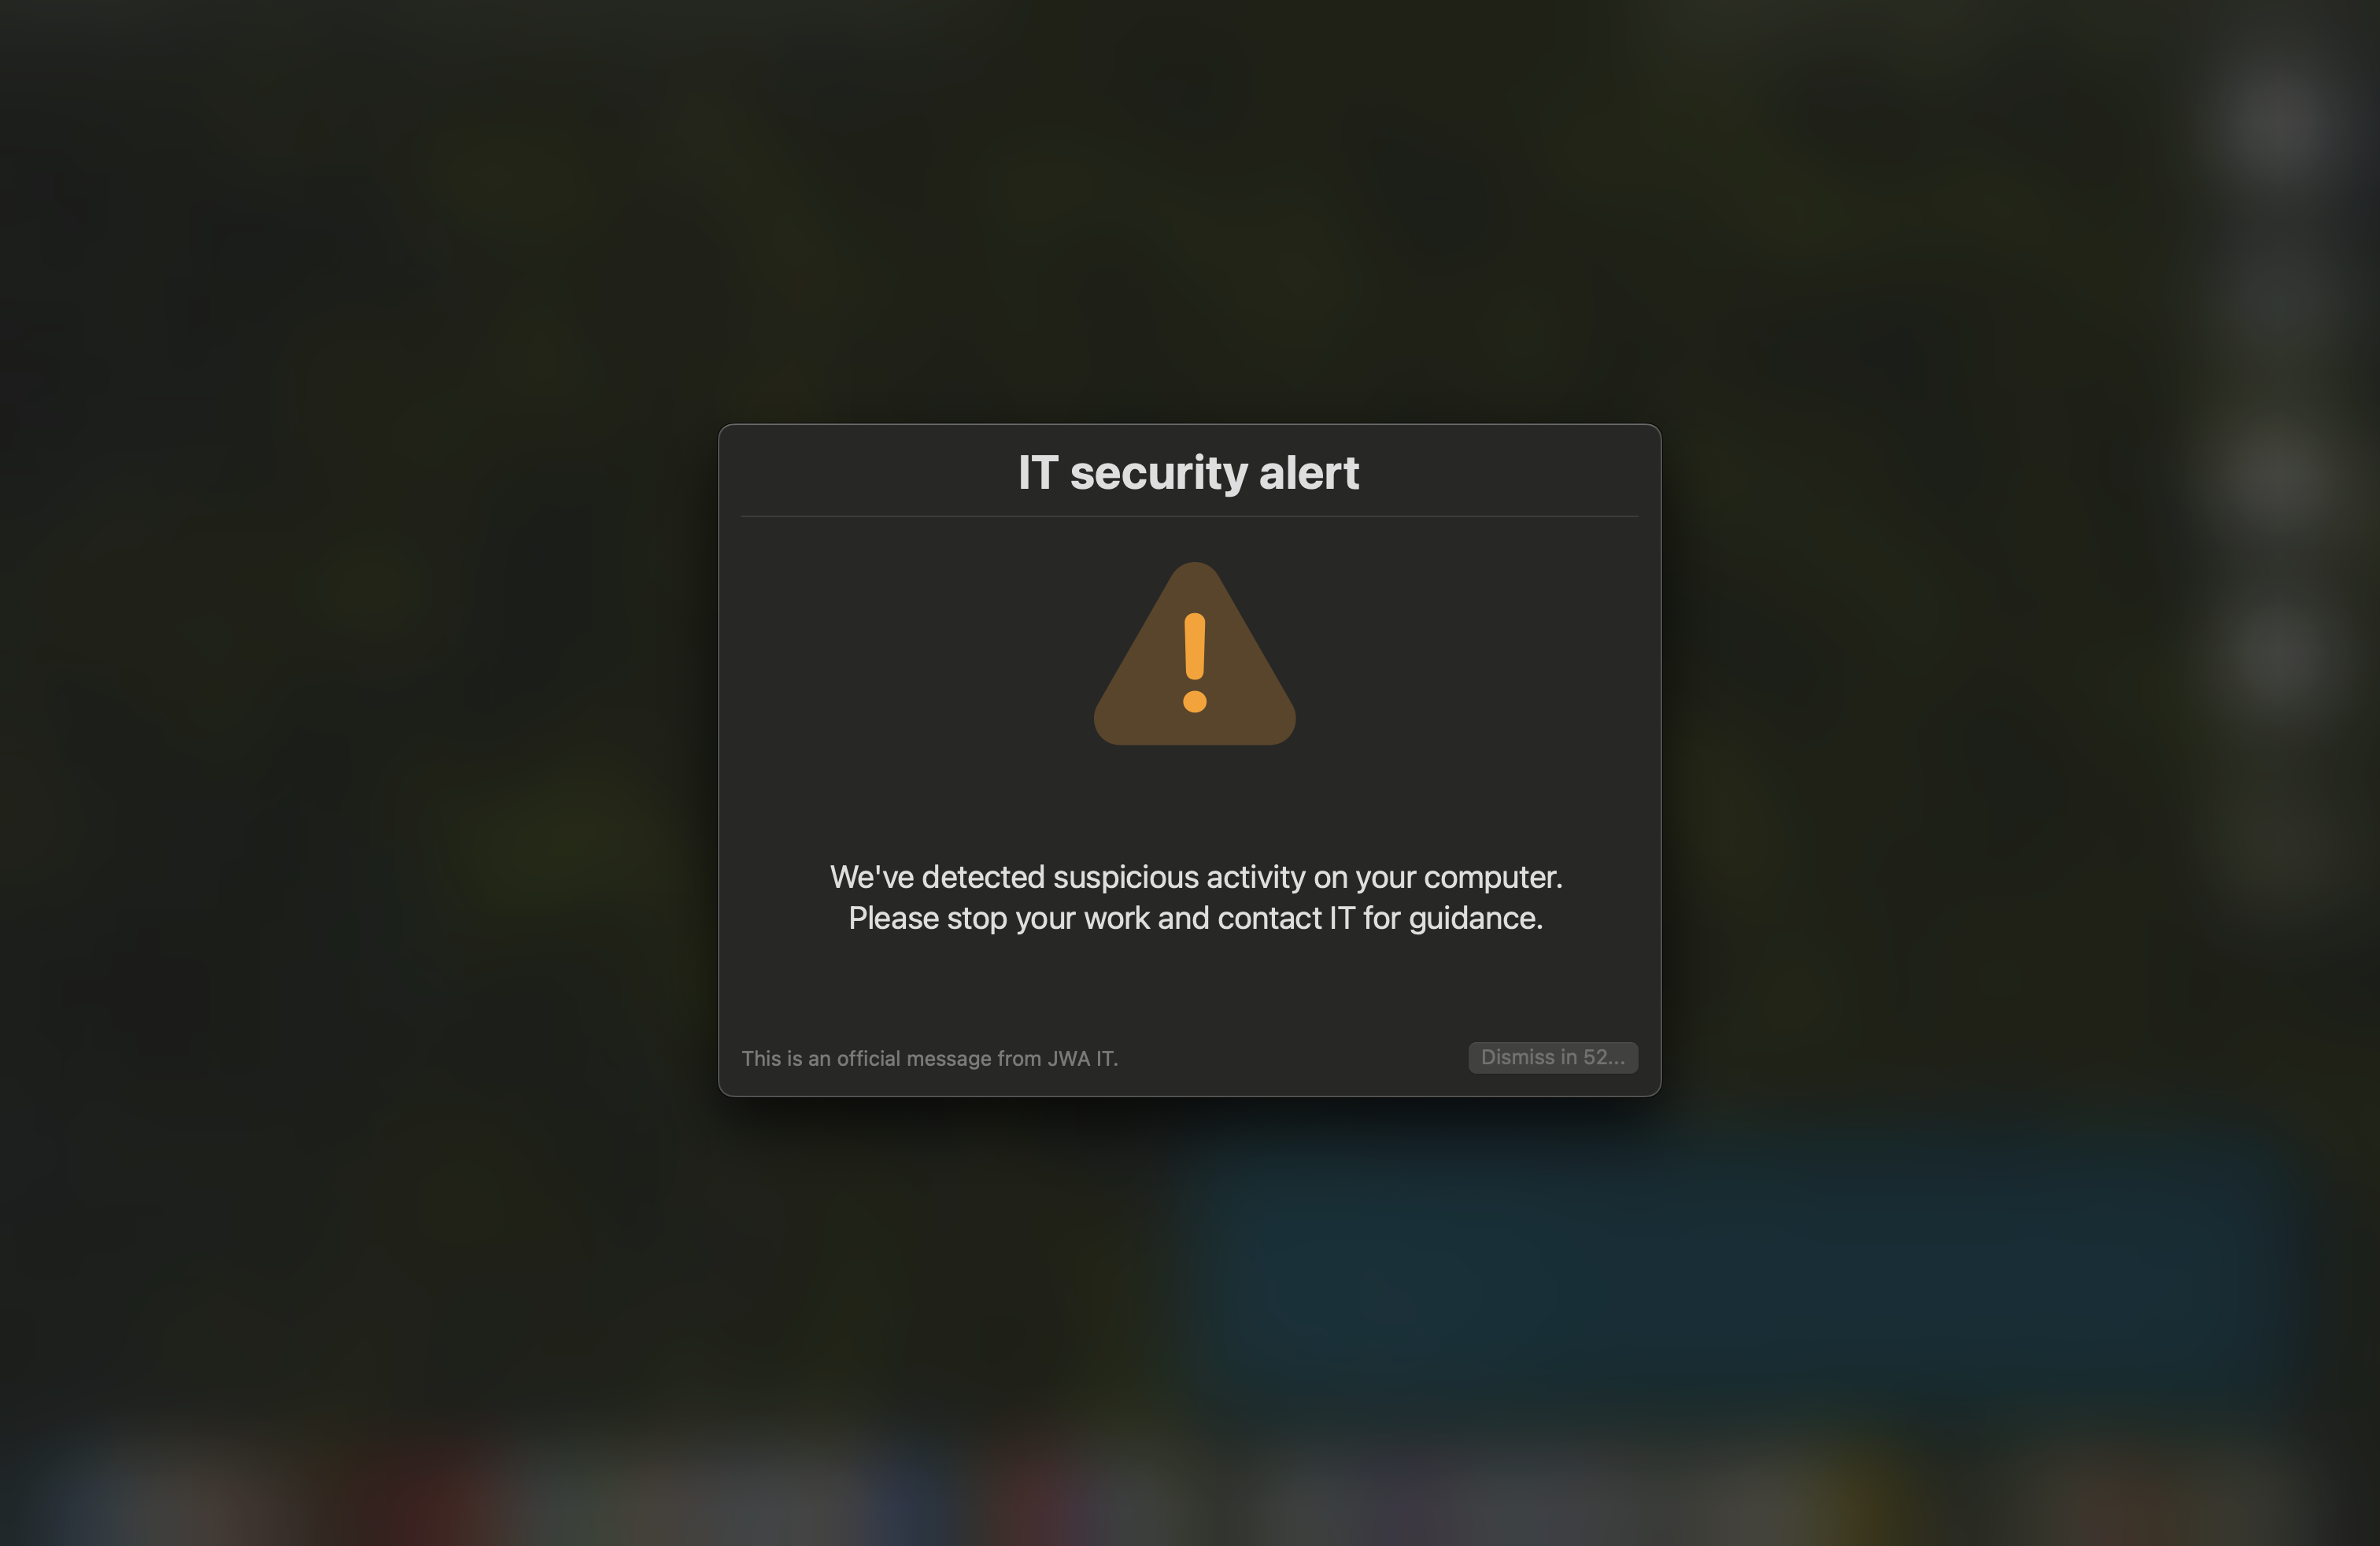 IT security alert
We've detected suspicious activity on your computer.
Please stop your work and contact IT for guidance.
This is an official message from JWA IT.
Dismiss in 52...